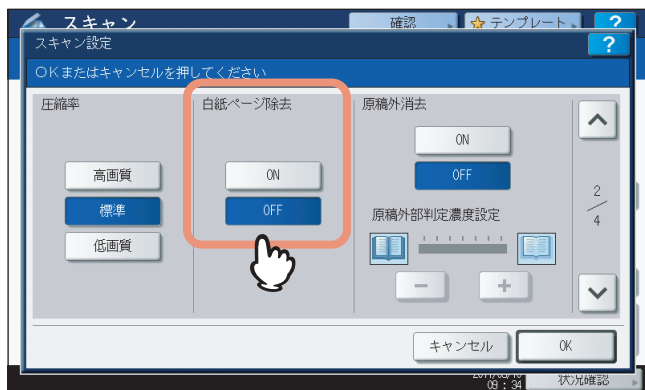 スキャン
確認
テンプレート
?
スキャン設定
?
OKまたはキャンセルを押してください
圧縮率
白紙ページ除去
原稿外消去
高画質
標準
低画質
ON
OFF
ON
OFF
原稿外部判定濃度設定
-
+
2
4
キャンセル
OK
09 : 34
状況確認